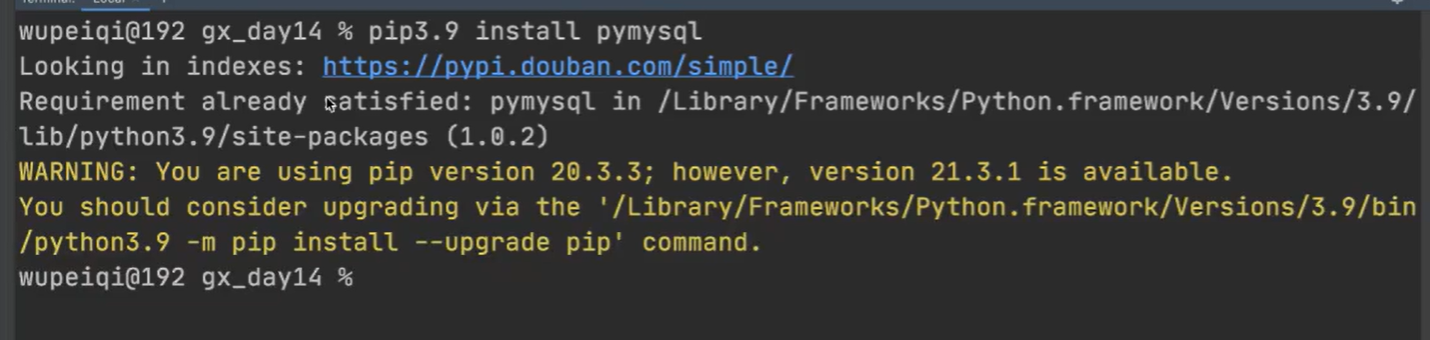 Terminal: Local
wupeiqi@192 gx_day14 % pip3.9 install pymysql
Looking in indexes: https://pypi.douban.com/simple/
Requirement already satisfied: pymysql in /Library/Frameworks/Python.framework/Versions/3.9/
lib/python3.9/site-packages (1.0.2)
WARNING: You are using pip version 20.3.3; however, version 21.3.1 is available.
You should consider upgrading via the '/Library/Frameworks/Python.framework/Versions/3.9/bin
/python3.9 -m pip install --upgrade pip' command.
wupeiqi@192 gx_day14 %